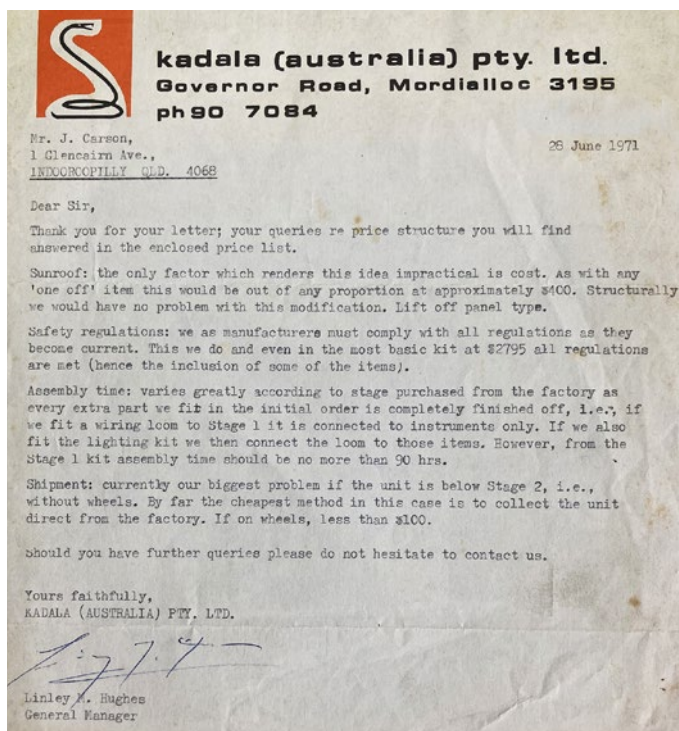 kadala (australia) pty. ltd.
Governor Road, Mordialloc 3195
ph 90 7084
Mr. J. Carson,
28 June 1971
1 Glencairn Ave.,
INDOOROOPILLY QLD. 4068
Dear Sir,
Thank you for your letter; your queries re price structure you will find
answered in the enclosed price list.
Sunroof: the only factor which renders this idea impractical is cost. As with any
'one off' item this would be out of any proportion at approximately $400. Structurally
we would have no problem with this modification. Lift off panel type.
Safety regulations: we as manufacturers must comply with all regulations as they
become current. This we do and even in the most basic kit at $2795 all regulations
are met (hence the inclusion of some of the items).
Assembly time: varies greatly according to stage purchased from the factory as
every extra part we fit in the initial order is completely finished off, i.e., if
we fit a wiring loom to Stage 1 it is connected to instruments only. If we also
fit the lighting kit we then connect the loom to those items. However, from the
Stage 1 kit assembly time should be no more than 90 hrs.
Shipment: currently our biggest problem if the unit is below Stage 2, i.e.,
without wheels. By far the cheapest method in this case is to collect the unit
direct from the factory. If on wheels, less than $100.
Should you have further queries please do not hesitate to contact us.
Yours faithfully,
KADALA (AUSTRALIA) PTY. LTD.
Linley M. Hughes
General Manager